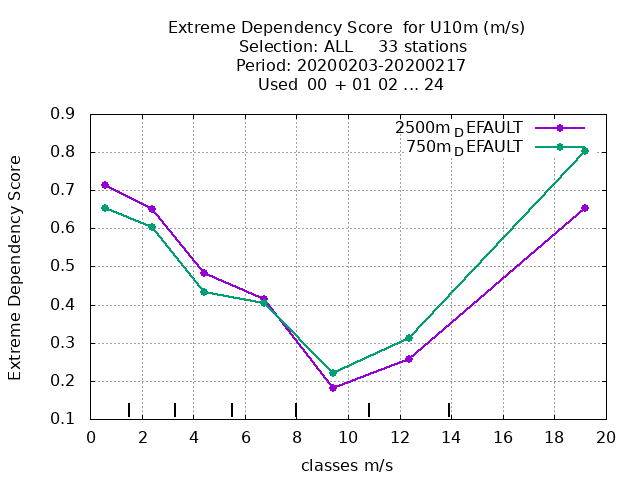 Extreme Dependency Score  for U10m (m/s)
Selection: ALL     33 stations
Period: 20200203-20200217
Used  00  + 01 02 ... 24
2500m_DEFAULT
750m_DEFAULT
Extreme Dependency Score
0.9
0.8
0.7
0.6
0.5
0.4
0.3
0.2
0.1
0 2 4 6 8 10 12 14 16 18 20
classes m/s